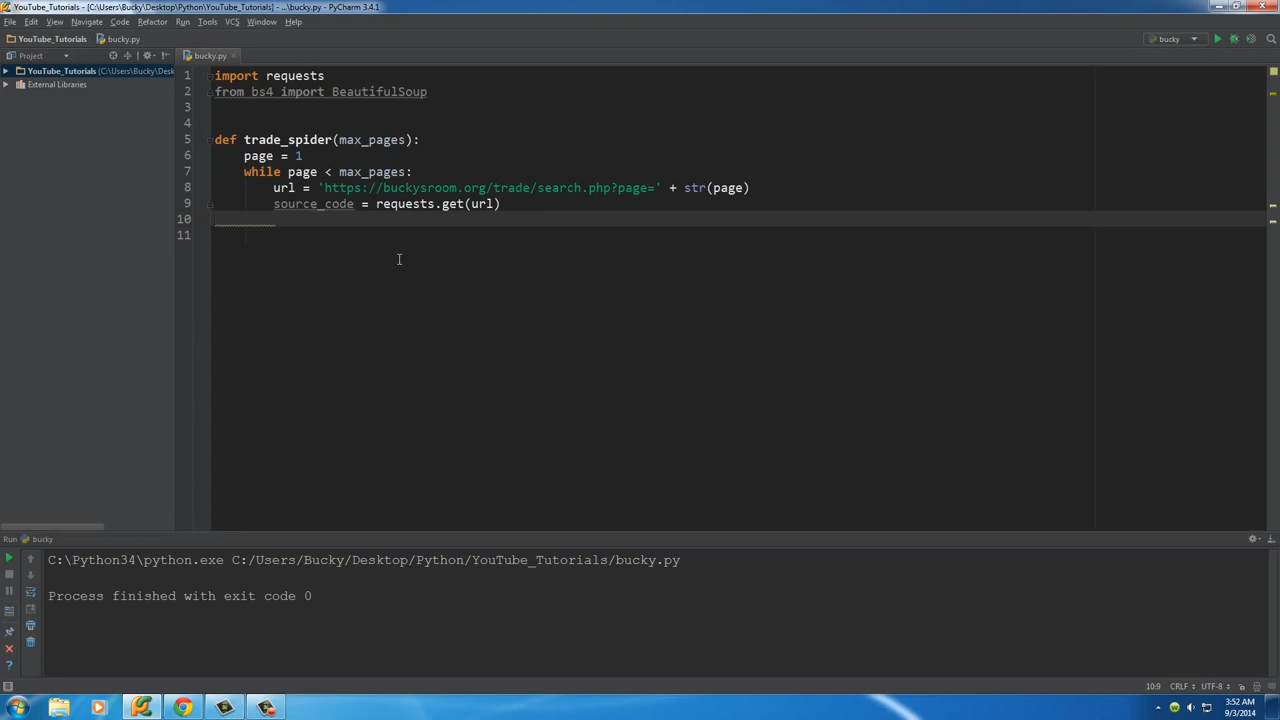 YouTube_Tutorials - [C:\Users\Bucky\Desktop\Python\YouTube_Tutorials] - ...\bucky.py - PyCharm 3.4.1
File Edit View Navigate Code Refactor Run Tools VCS Window Help
YouTube_Tutorials bucky.py bucky
Project bucky.py
YouTube_Tutorials (C:\Users\Bucky\Desk
External Libraries
1 import requests
2 from bs4 import BeautifulSoup
3
4
5 def trade_spider(max_pages):
6 page = 1
7 while page < max_pages:
8 url = 'https://buckysroom.org/trade/search.php?page=' + str(page)
9 source_code = requests.get(url)
10
11
Run bucky
C:\Python34\python.exe C:/Users/Bucky/Desktop/Python/YouTube_Tutorials/bucky.py
Process finished with exit code 0
10:9 CRLF UTF-8
3:52 AM
9/3/2014